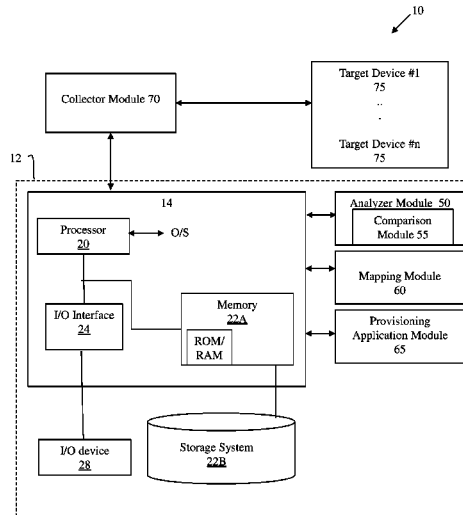 10
Collector Module 70
Target Device #1
75
..
.
Target Device #n
75
12
14
Processor
20
O/S
Analyzer Module 50
Comparison
Module 55
Mapping Module
60
I/O Interface
24
Memory
22A
ROM/
RAM
Provisioning
Application Module
65
I/O device
28
Storage System
22B